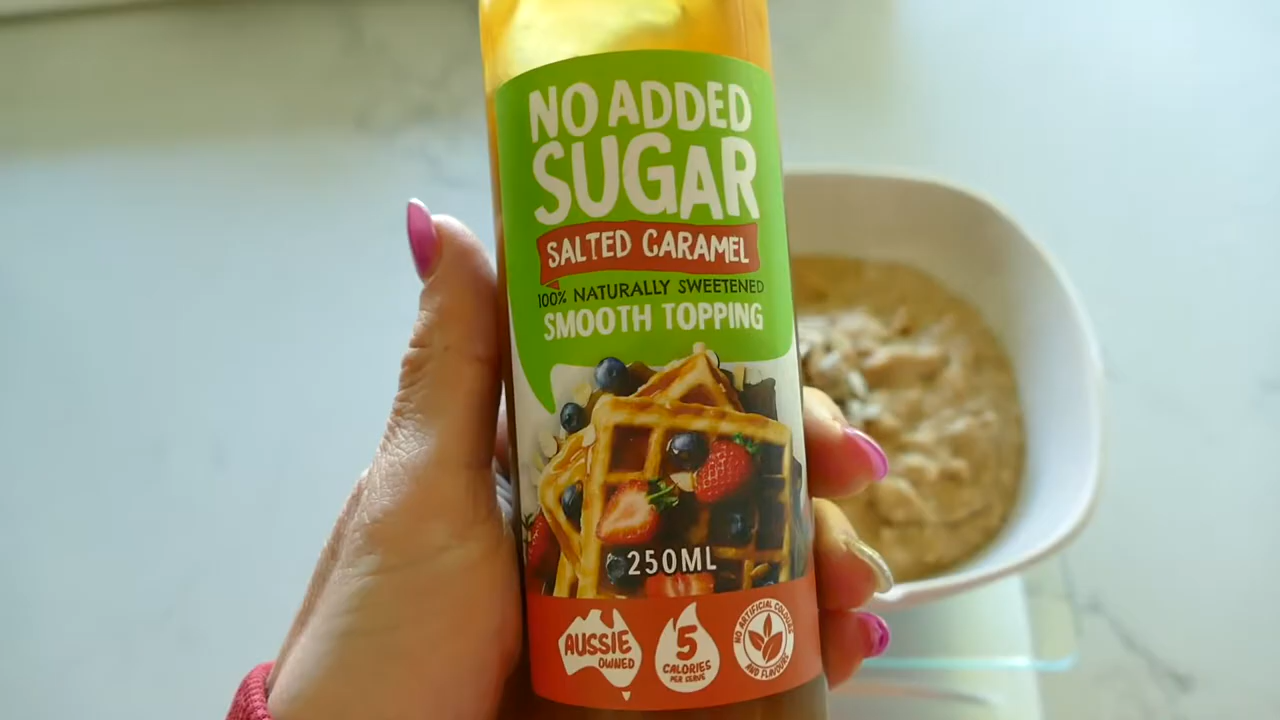 NO ADDED
SUGAR
SALTED CARAMEL
100% NATURALLY SWEETENED
SMOOTH TOPPING
250ML
AUSSIE
OWNED
5
CALORIES
PER SERVE
NO ARTIFICIAL COLOURS
AND FLAVOURS